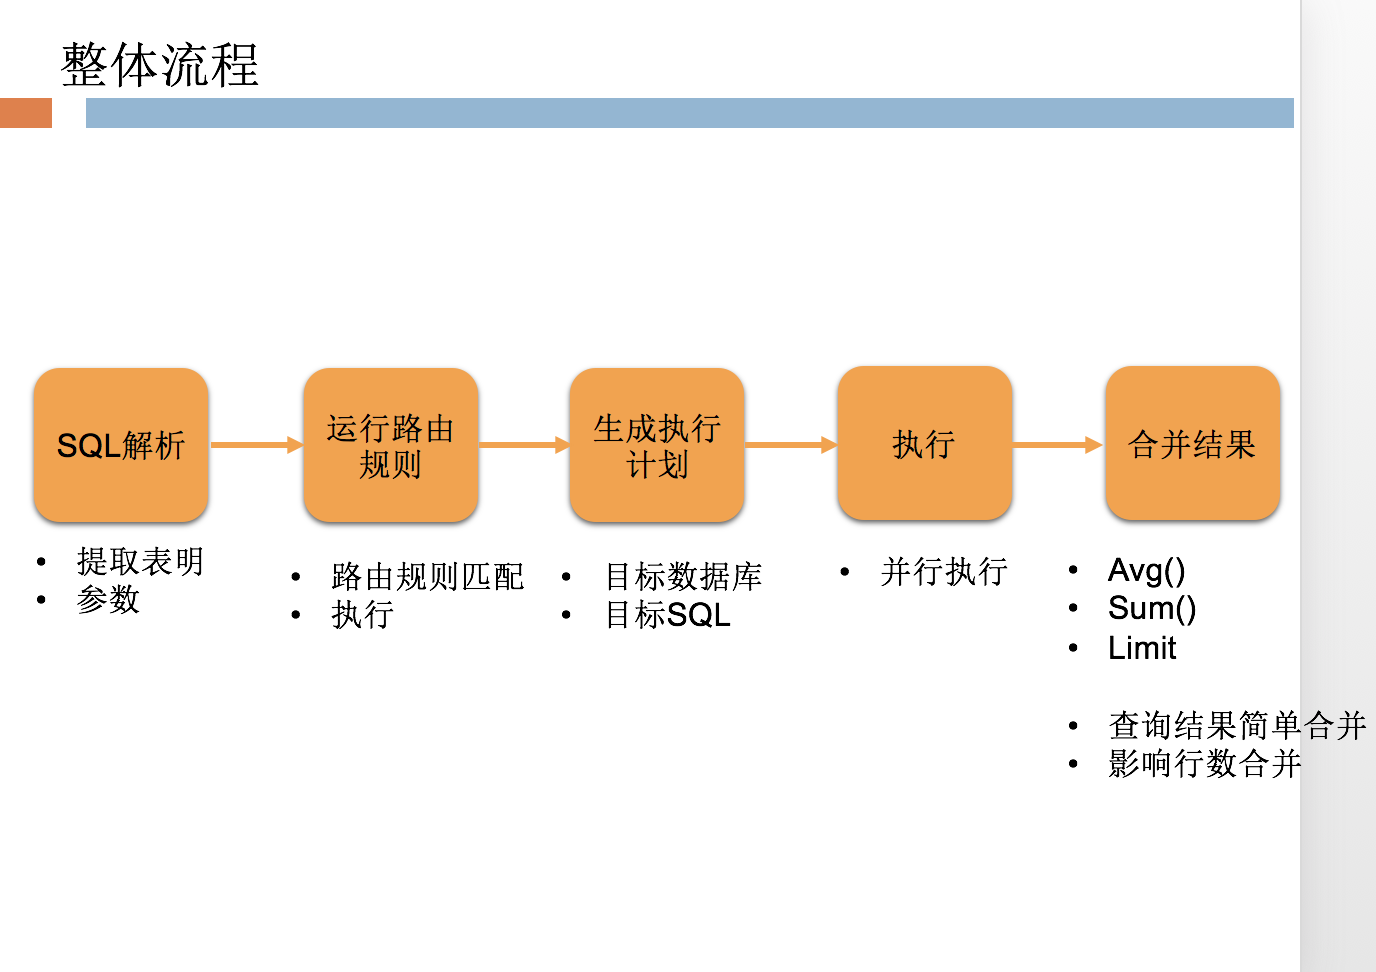 整体流程
SQL解析
运行路由
规则
生成执行
计划
执行
合并结果
• 提取表明
• 参数
• 路由规则匹配
• 执行
• 目标数据库
• 目标SQL
• 并行执行
• Avg()
• Sum()
• Limit
• 查询结果简单合并
• 影响行数合并